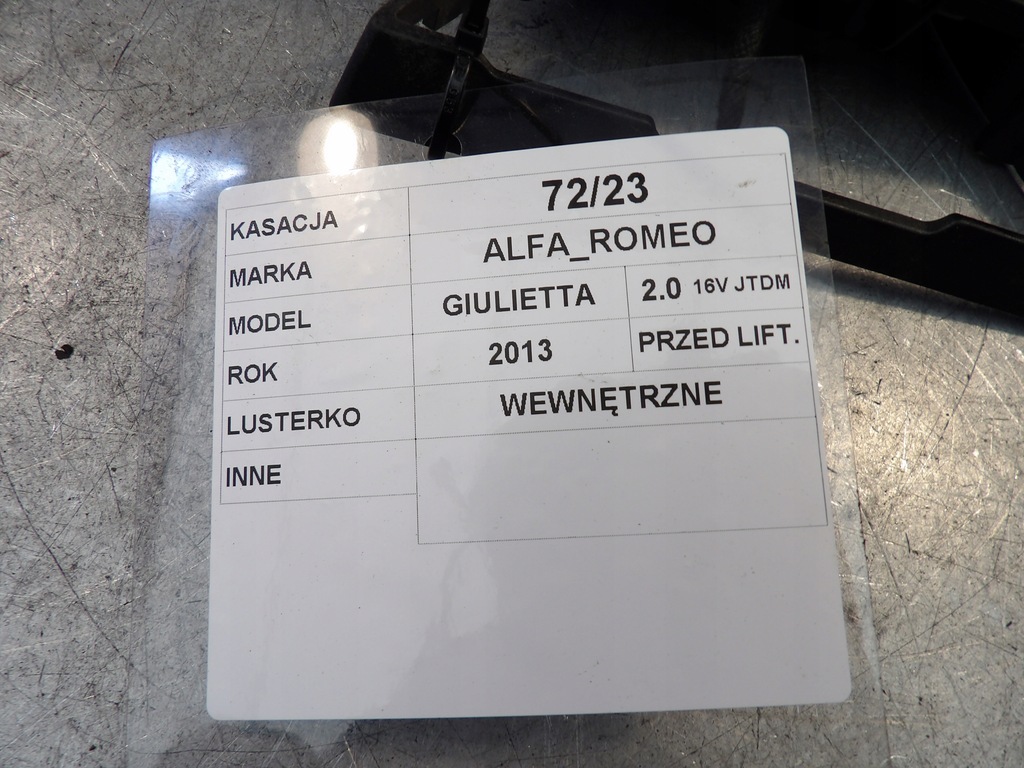 KASACJA 72/23
MARKA ALFA_ROMEO
MODEL GIULIETTA 2.0 16V JTDM
ROK 2013 PRZED LIFT.
LUSTERKO WEWNĘTRZNE
INNE